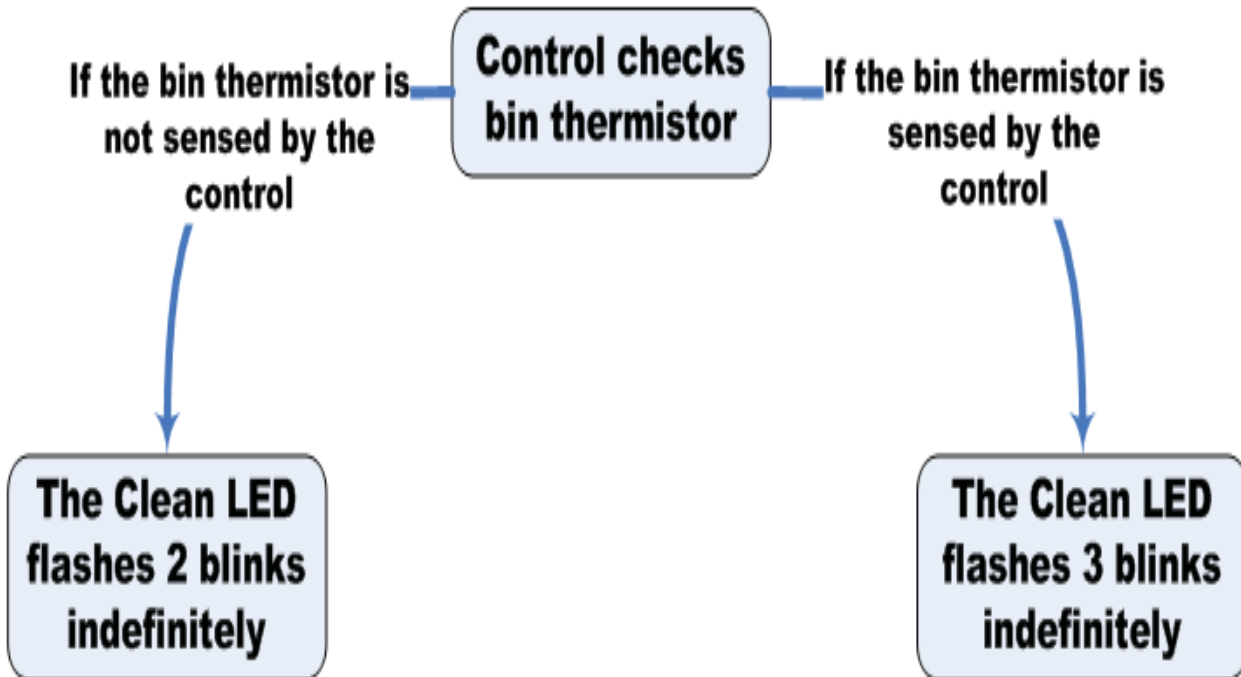 Control checks
bin thermistor
If the bin thermistor is
not sensed by the
control
If the bin thermistor is
sensed by the
control
The Clean LED
flashes 2 blinks
indefinitely
The Clean LED
flashes 3 blinks
indefinitely